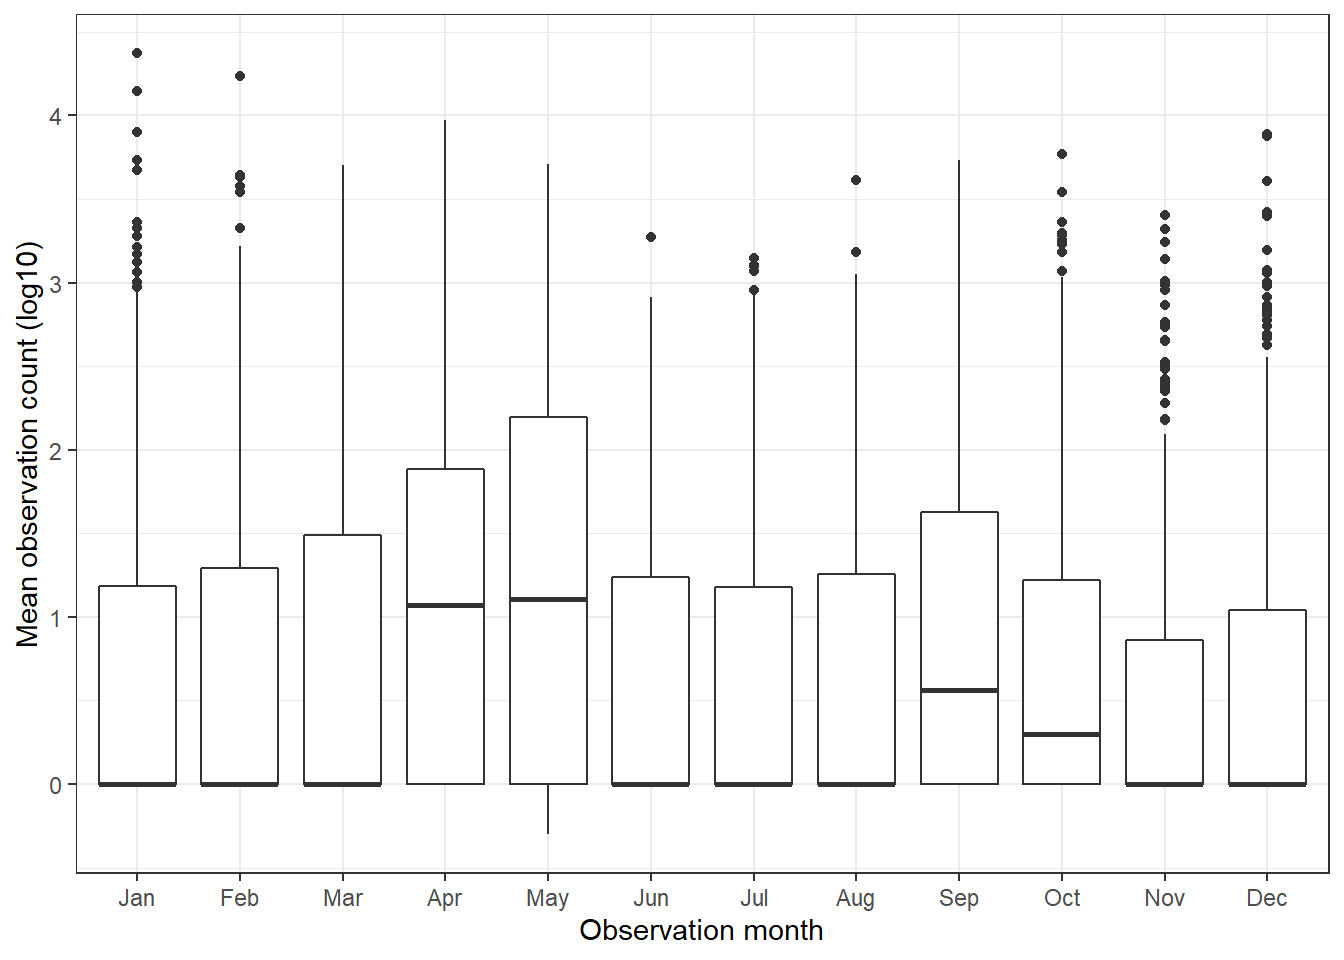 Mean observation count (log10)
4
3
2
1
0
Jan Feb Mar Apr May Jun Jul Aug Sep Oct Nov Dec
Observation month